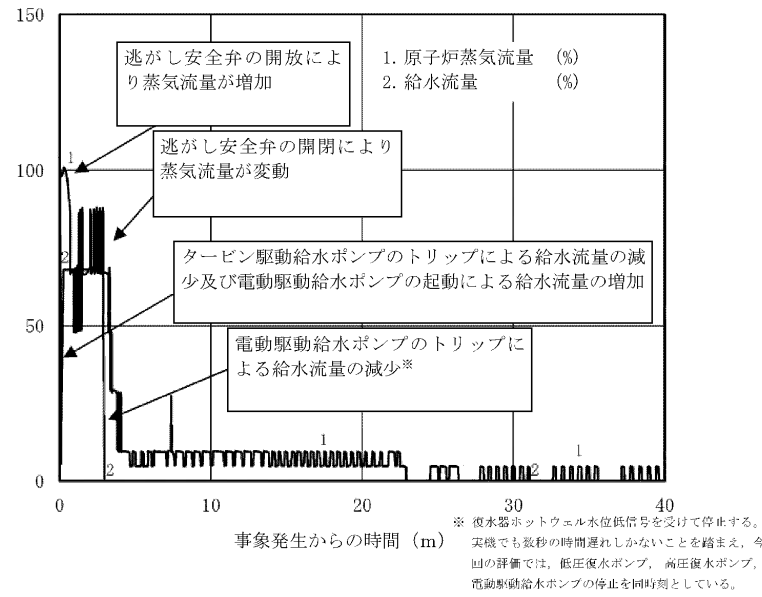 150
逃がし安全弁の開放によ
り蒸気流量が増加
1. 原子炉蒸気流量 (%)
2. 給水流量 (%)
逃がし安全弁の開閉により
蒸気流量が変動
1
100
2
タービン駆動給水ポンプのトリップによる給水流量の減
少及び電動駆動給水ポンプの起動による給水流量の増加
50
電動駆動給水ポンプのトリップに
よる給水流量の減少※
1
1
2
2
0
0 10 20 30 40
事象発生からの時間 (m)
※ 復水器ホットウェル水位低信号を受けて停止する。
実機でも数秒の時間遅れしかないことを踏まえ，今
回の評価では，低圧復水ポンプ，高圧復水ポンプ，
電動駆動給水ポンプの停止を同時刻としている。